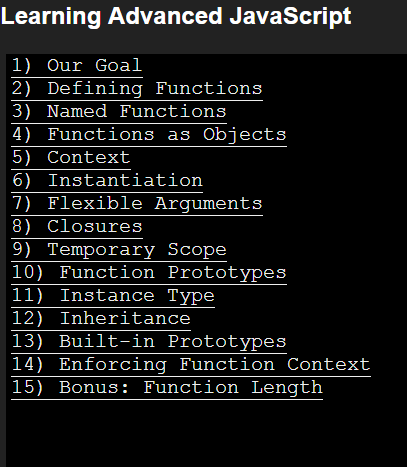 Learning Advanced JavaScript
1) Our Goal
2) Defining Functions
3) Named Functions
4) Functions as Objects
5) Context
6) Instantiation
7) Flexible Arguments
8) Closures
9) Temporary Scope
10) Function Prototypes
11) Instance Type
12) Inheritance
13) Built-in Prototypes
14) Enforcing Function Context
15) Bonus: Function Length